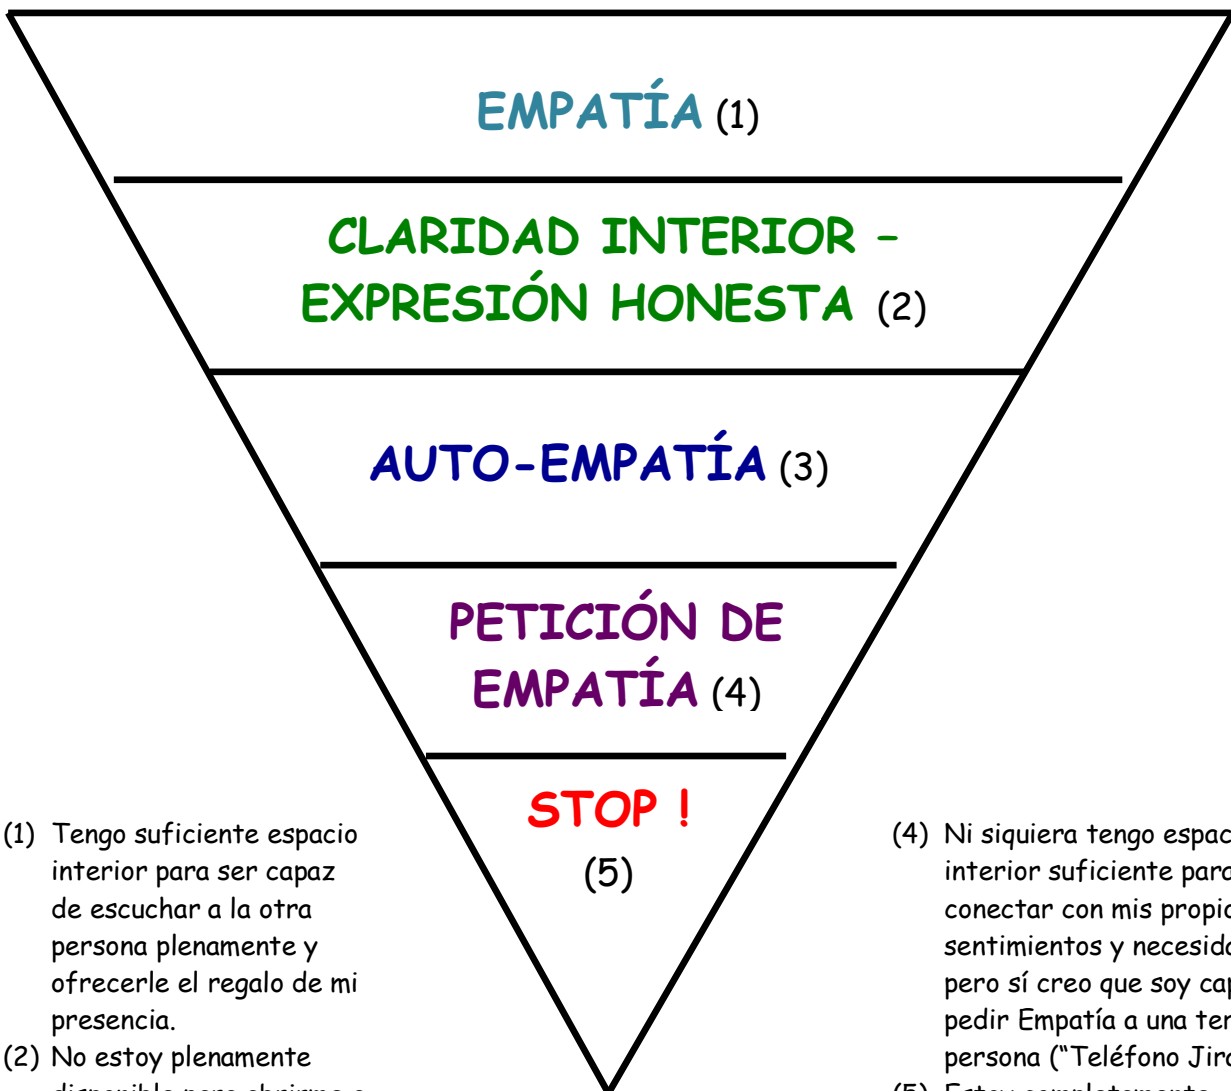 EMPATÍA (1)
CLARIDAD INTERIOR –
EXPRESIÓN HONESTA (2)
AUTO-EMPATÍA (3)
PETICIÓN DE
EMPATÍA (4)
STOP !
(5)
(1) Tengo suficiente espacio
interior para ser capaz
de escuchar a la otra
persona plenamente y
ofrecerle el regalo de mi
presencia.
(2) No estoy plenamente
(4) Ni siquiera tengo
interior suficiente
conectar con mis
sentimientos y
pero sí creo que soy
pedir Empatía a una
persona ("Teléfono
(5) Estoy completamente